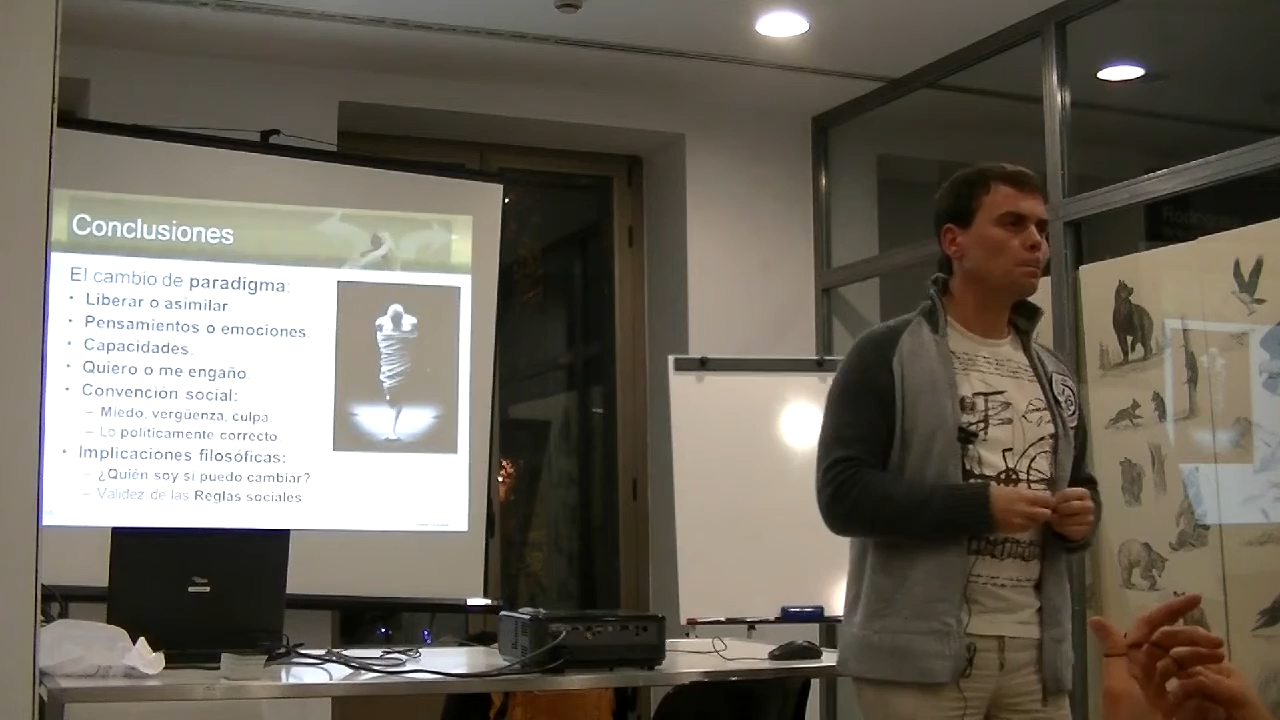 Conclusiones
El cambio de paradigma:
• Liberar o asimilar
• Pensamientos o emociones.
• Capacidades.
• Quiero o me engaño
• Convención social:
– Miedo, vergüenza, culpa
– Lo políticamente correcto.
• Implicaciones filosóficas:
– ¿Quién soy si puedo cambiar?
– Validez de las Reglas sociales